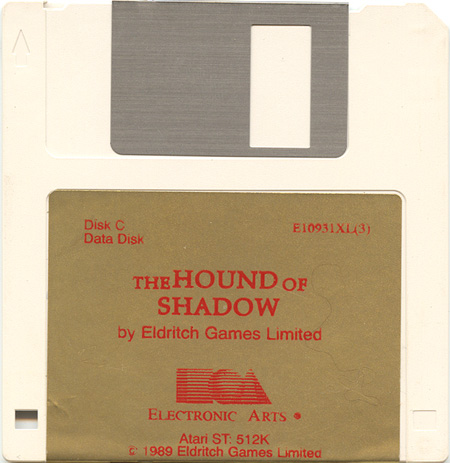 Disk C
E10931XL(3)
Data Disk
THE HOUND OF
SHADOW
by Eldritch Games Limited
EA
ELECTRONIC ARTS ®
Atari ST: 512K
© 1989 Eldritch Games Limited